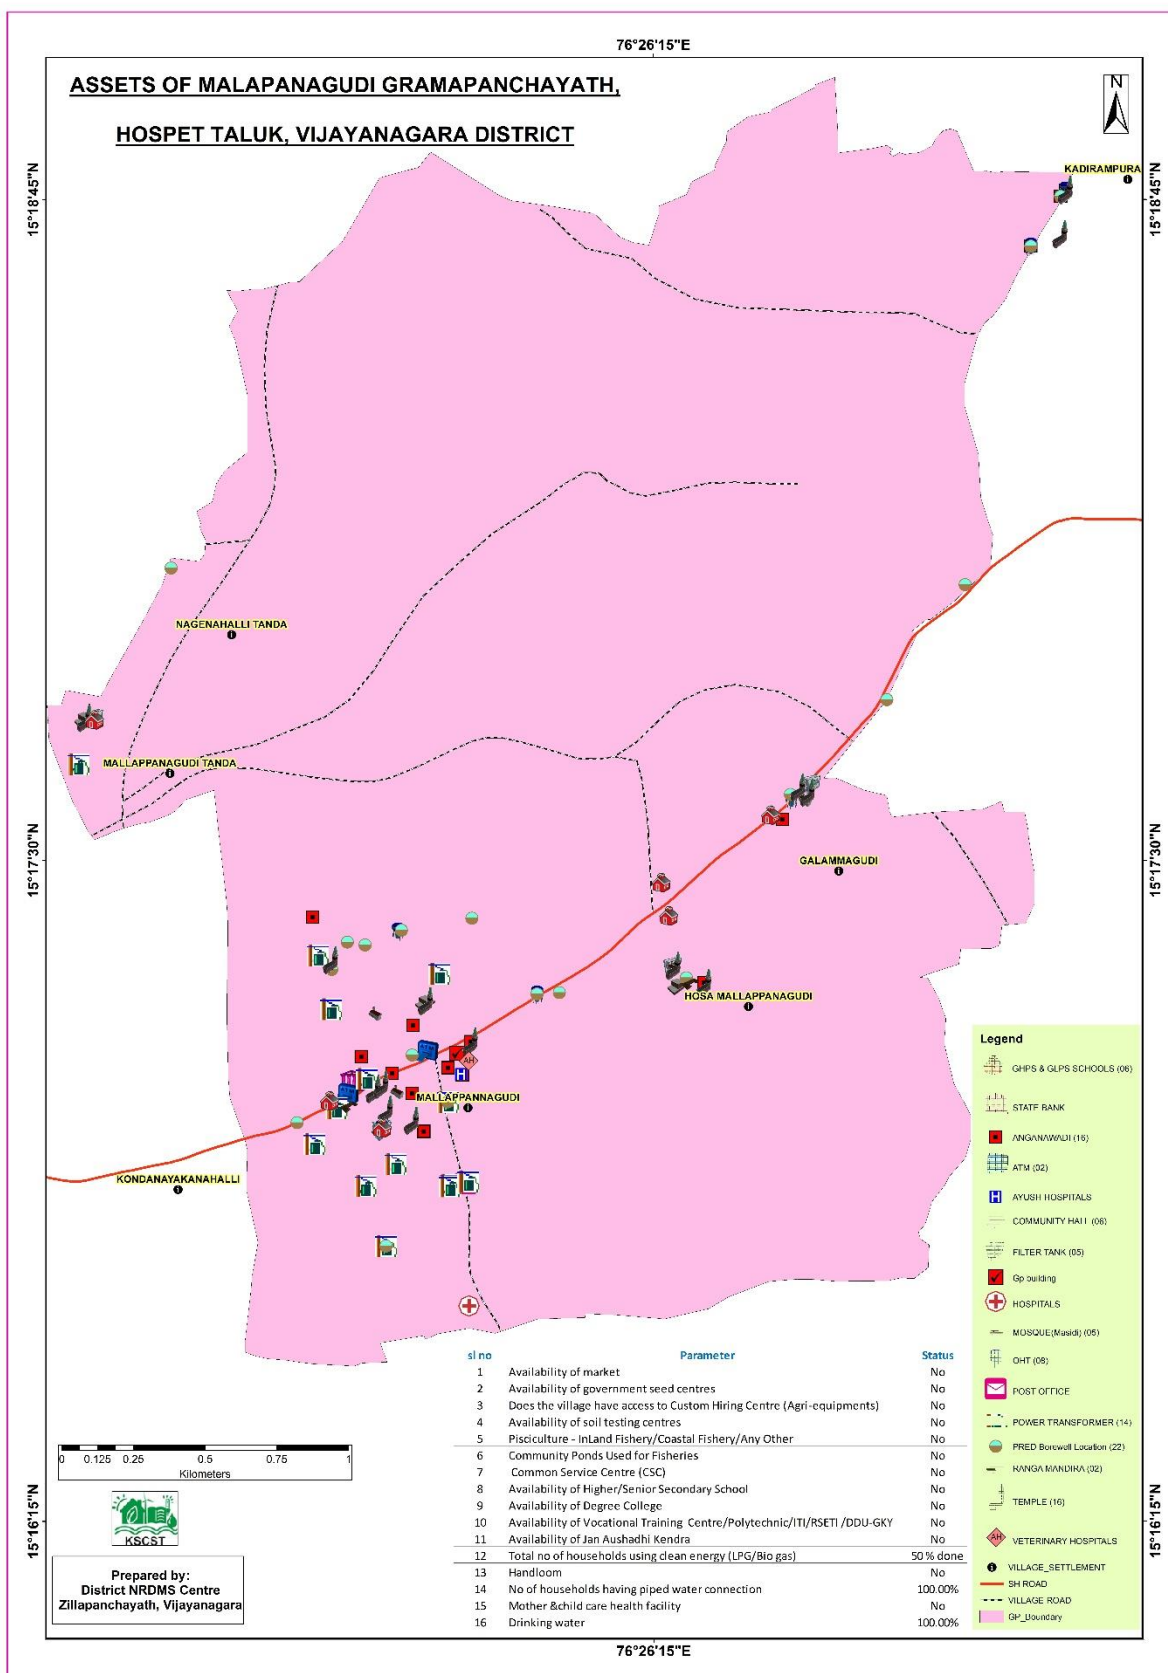 76°26'15"E
ASSETS OF MALAPANAGUDI GRAMAPANCHAYATH,
HOSPET TALUK, VIJAYANAGARA DISTRICT
N
15°18'45"N
15°18'45"N
KADIRAMPURA
NAGENAHALLI TANDA
MALLAPPANAGUDI TANDA
15°17'30"N
15°17'30"N
GALAMMAGUDI
HOSA MALLAPPANAGUDI
AH
H
MALLAPPANNAGUDI
KONDANAYAKANAHALLI
Legend
GHPS & GLPS SCHOOLS (06)
STATE BANK
ANGANAWADI (16)
ATM (02)
H AYUSH HOSPITALS
COMMUNITY HALL (06)
FILTER TANK (05)
Gp building
HOSPITALS
MOSQUE(Masidi) (05)
OHT (08)
POST OFFICE
POWER TRANSFORMER (14)
PRED Borewell Location (22)
RANGA MANDIRA (02)
TEMPLE (16)
AH VETERINARY HOSPITALS
VILLAGE_SETTLEMENT
SH ROAD
VILLAGE ROAD
GP_Boundary
sl no Parameter Status
1 Availability of market No
2 Availability of government seed centres No
3 Does the village have access to Custom Hiring Centre (Agri-equipments) No
4 Availability of soil testing centres No
5 Pisciculture - InLand Fishery/Coastal Fishery/Any Other No
6 Community Ponds Used for Fisheries No
7 Common Service Centre (CSC) No
8 Availability of Higher/Senior Secondary School No
9 Availability of Degree College No
10 Availability of Vocational Training Centre/Polytechnic/ITI/RSETI /DDU-GKY No
11 Availability of Jan Aushadhi Kendra No
12 Total no of households using clean energy (LPG/Bio gas) 50 % done
13 Handloom No
14 No of households having piped water connection 100.00%
15 Mother &child care health facility No
16 Drinking water 100.00%
0 0.125 0.25 0.5 0.75 1
Kilometers
KSCST
Prepared by:
District NRDMS Centre
Zillapanchayath, Vijayanagara
15°16'15"N
15°16'15"N
76°26'15"E